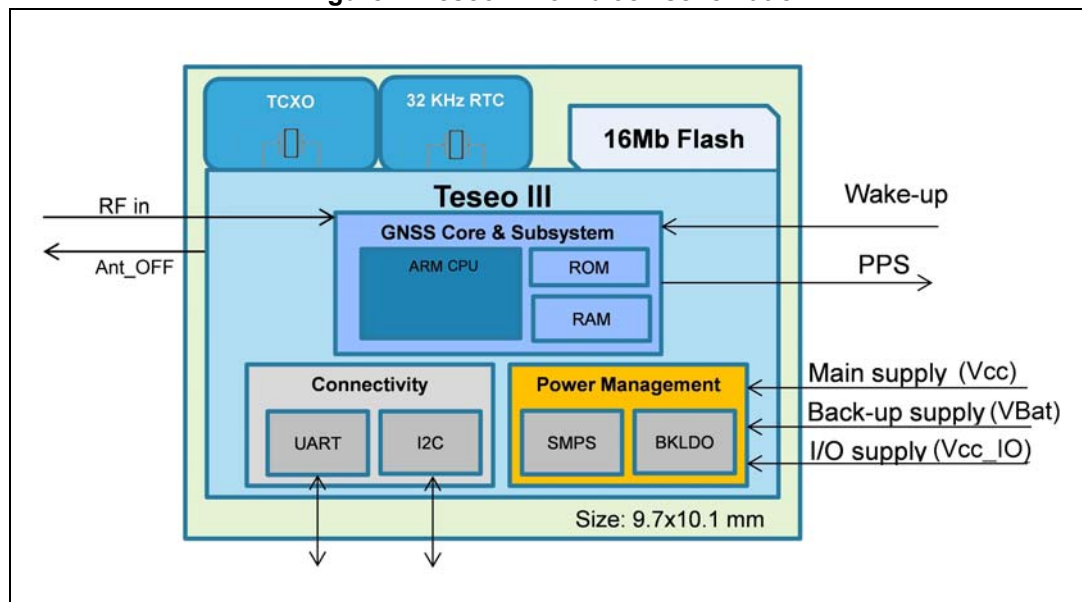 TCXO
32 KHz RTC
16Mb Flash
Teseo III
RF in
Wake-up
GNSS Core & Subsystem
ARM CPU
ROM
Ant_OFF
PPS
RAM
Connectivity
Power Management
Main supply (Vcc)
Back-up supply (VBat)
UART
I2C
SMPS
BKLDO
I/O supply (Vcc_IO)
Size: 9.7x10.1 mm